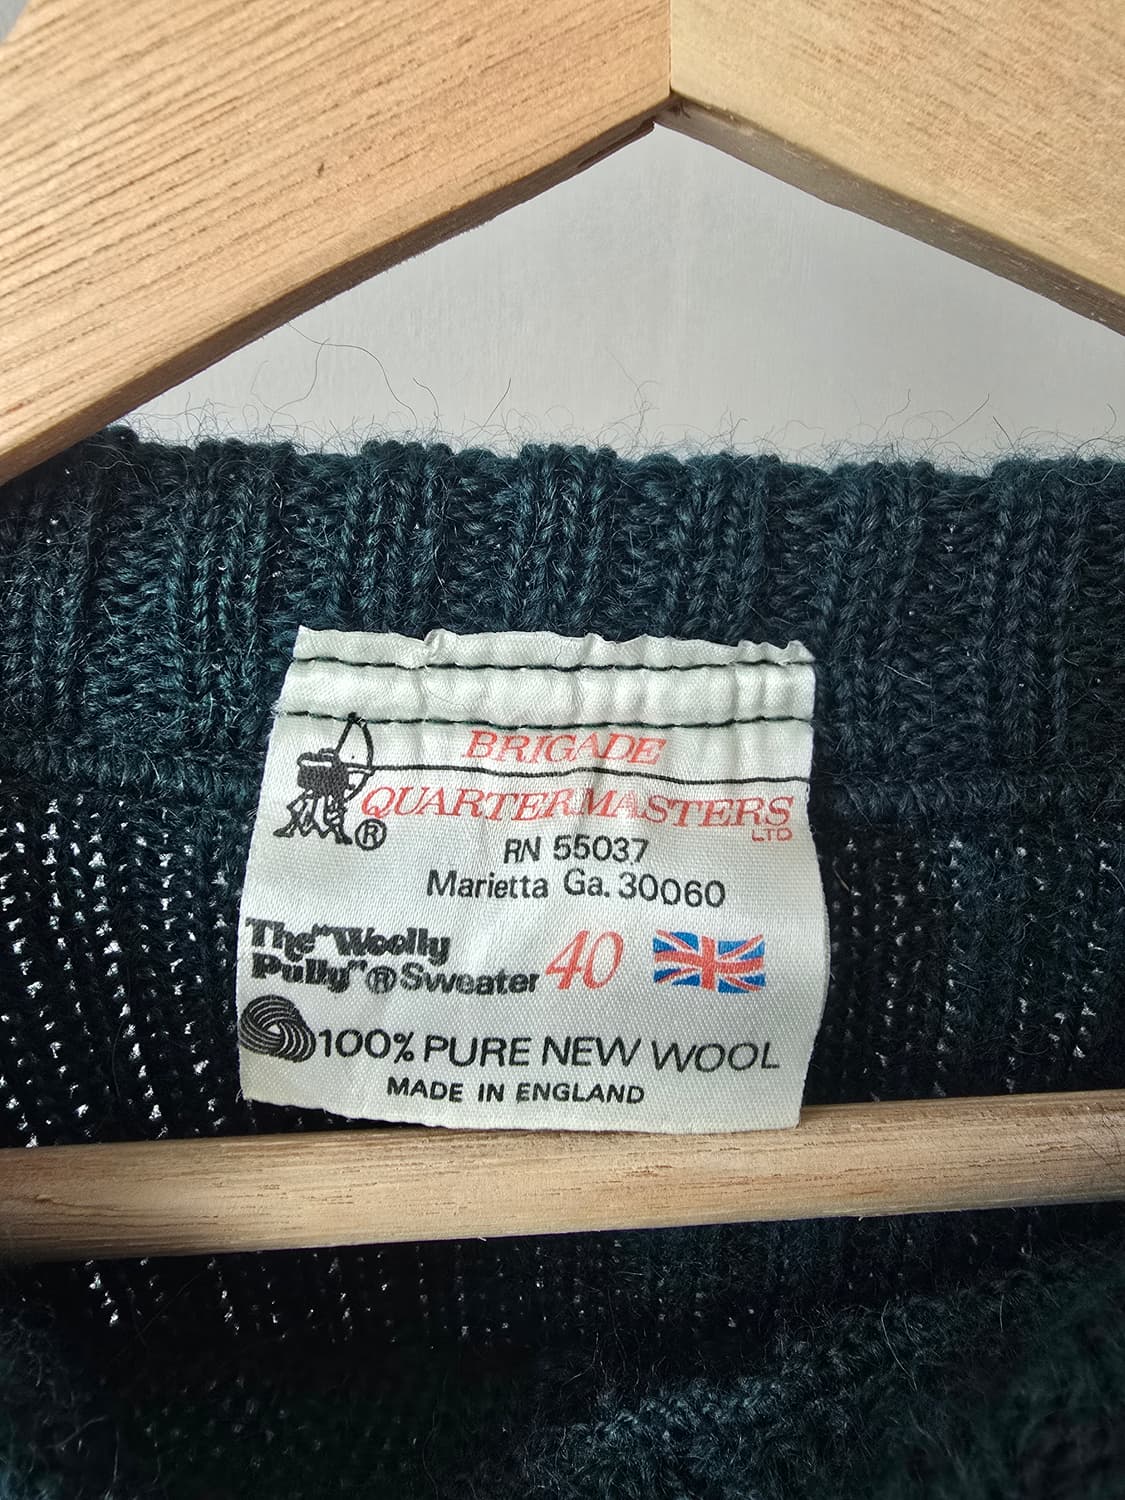 BRIGADE
QUARTERMASTERS
LTD
®
RN 55037
Marietta Ga. 30060
The "Woolly
Pully"® Sweater 40
100% PURE NEW WOOL
MADE IN ENGLAND